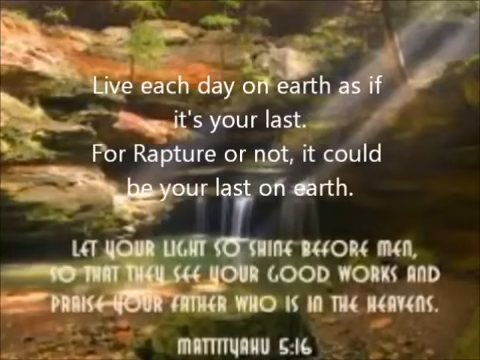 Live each day on earth as if
it's your last.
For Rapture or not, it could
be your last on earth.
LET YOUR LIGHT SO SHINE BEFORE MEN,
SO THAT THEY SEE YOUR GOOD WORKS AND
PRAISE YOUR FATHER WHO IS IN THE HEAVENS.
MATTITYAHU 5:16